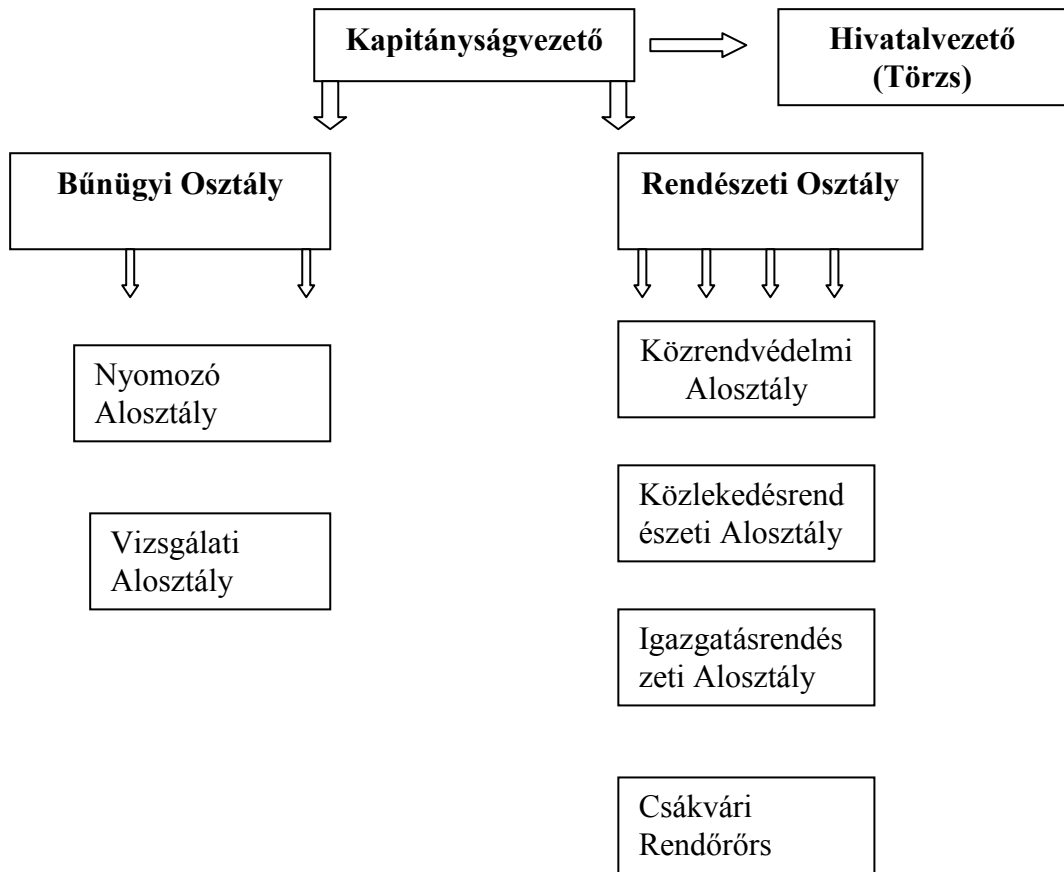 Kapitányságvezető
Hivatalvezető
(Törzs)
Bűnügyi Osztály
Rendészeti Osztály
Nyomozó
Alosztály
Vizsgálati
Alosztály
Közrendvédelmi
Alosztály
Közlekedésrend
észeti Alosztály
Igazgatásrendés
zeti Alosztály
Csákvári
Rendőrőrs